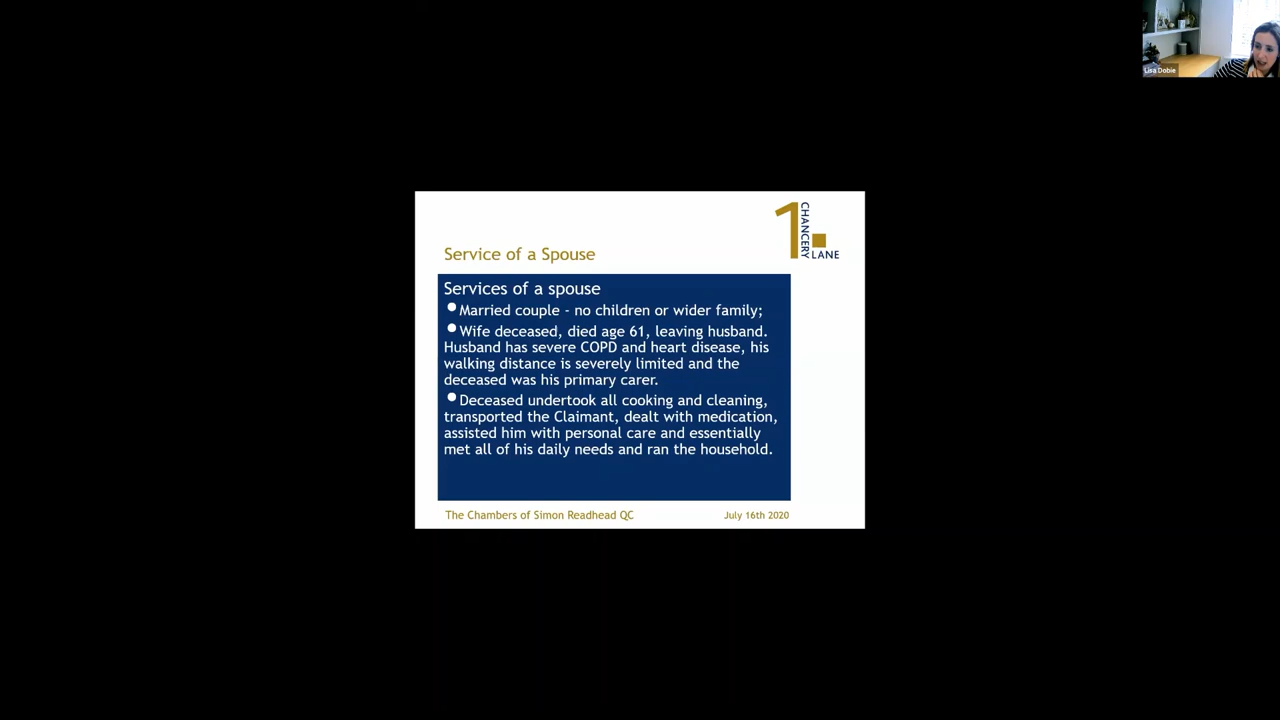 Lisa Dobie
1
CHANCERY
LANE
Service of a Spouse
Services of a spouse
•Married couple - no children or wider family;
•Wife deceased, died age 61, leaving husband.
Husband has severe COPD and heart disease, his
walking distance is severely limited and the
deceased was his primary carer.
•Deceased undertook all cooking and cleaning,
transported the Claimant, dealt with medication,
assisted him with personal care and essentially
met all of his daily needs and ran the household.
The Chambers of Simon Readhead QC
July 16th 2020